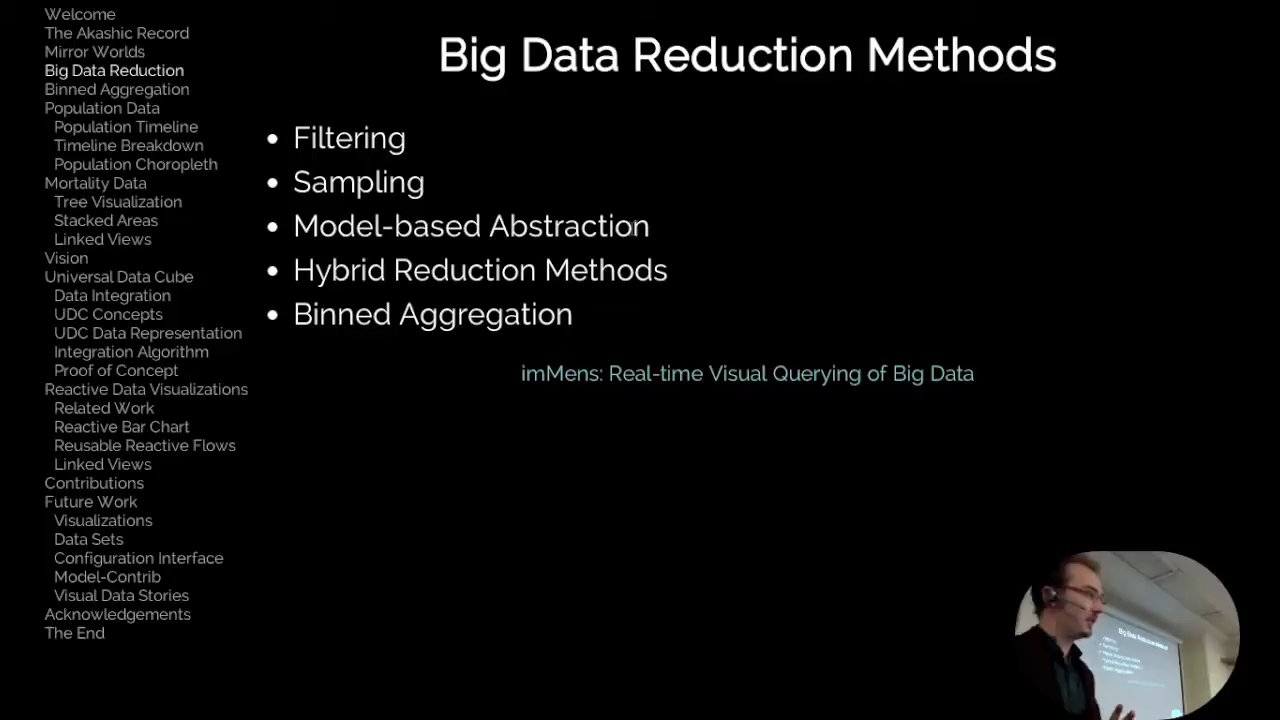 Welcome
The Akashic Record
Mirror Worlds
Big Data Reduction
Binned Aggregation
Population Data
Population Timeline
Timeline Breakdown
Population Choropleth
Mortality Data
Tree Visualization
Stacked Areas
Linked Views
Vision
Universal Data Cube
Data Integration
UDC Concepts
UDC Data Representation
Integration Algorithm
Proof of Concept
Reactive Data Visualizations
Related Work
Reactive Bar Chart
Reusable Reactive Flows
Linked Views
Contributions
Future Work
Visualizations
Data Sets
Configuration Interface
Model-Contrib
Visual Data Stories
Acknowledgements
The End
Big Data Reduction Methods
• Filtering
• Sampling
• Model-based Abstraction
• Hybrid Reduction Methods
• Binned Aggregation
imMens: Real-time Visual Querying of Big Data
Big Data Reduction Methods